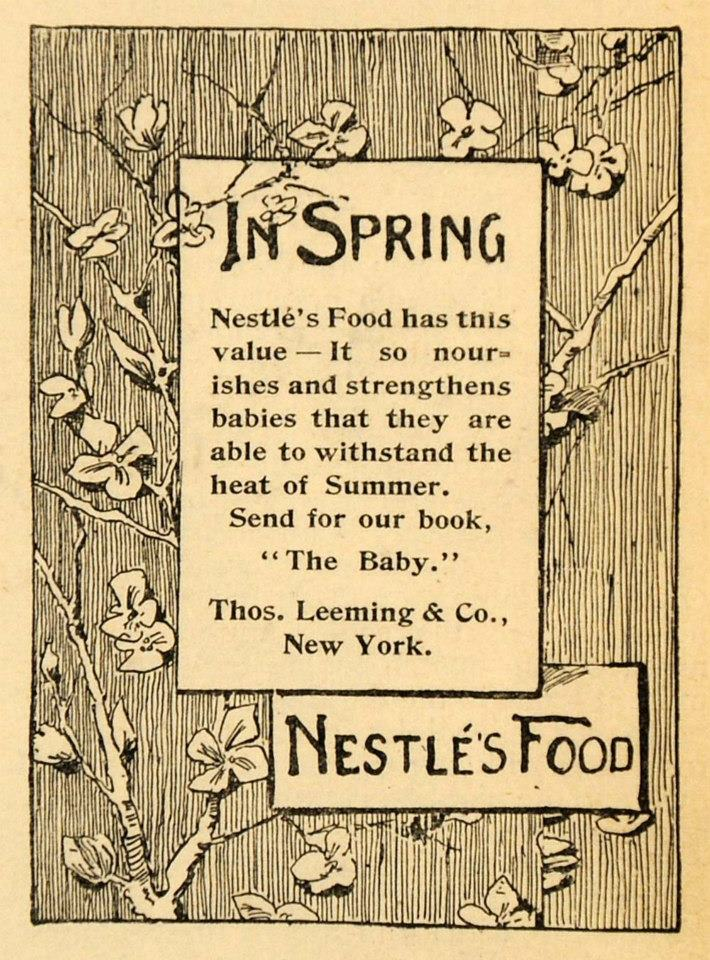 IN SPRING
Nestlé's Food has this
value — It so nour=
ishes and strengthens
babies that they are
able to withstand the
heat of Summer.
Send for our book,
“The Baby.”
Thos. Leeming & Co.,
New York.
NESTLÉ'S FOOD